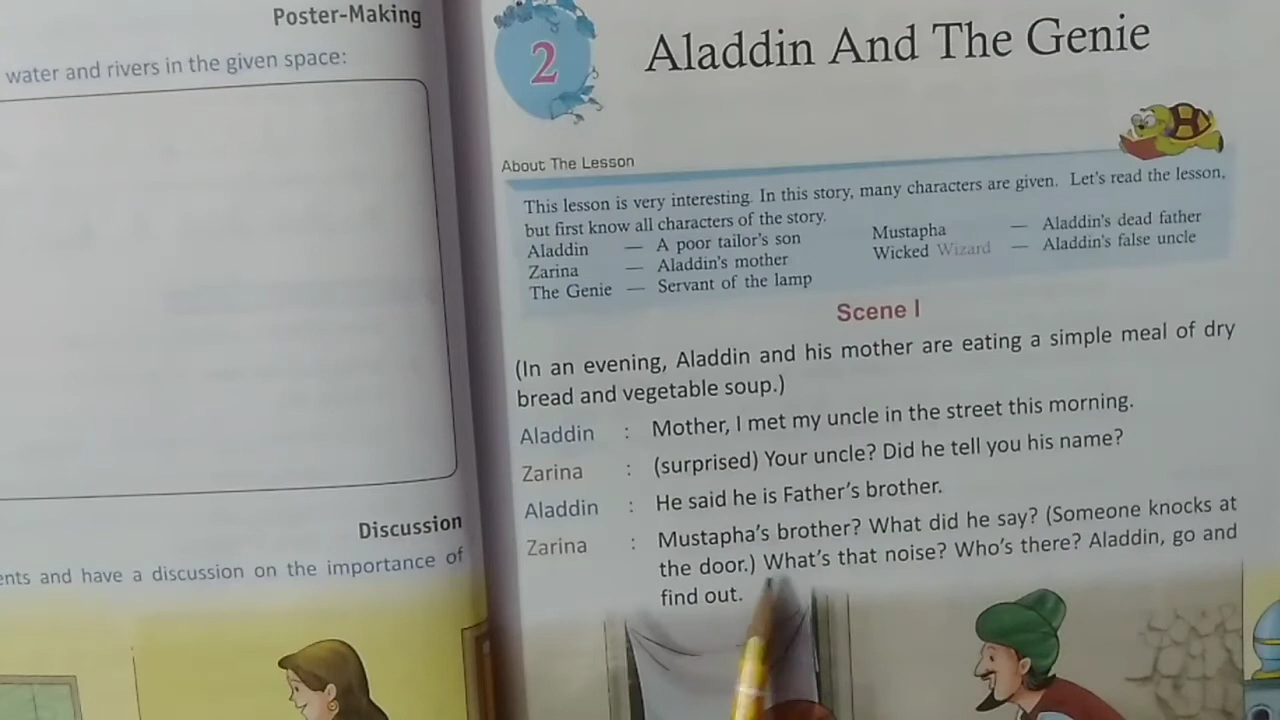 Poster-Making
water and rivers in the given space:
Discussion
ents and have a discussion on the importance of
2
Aladdin And The Genie
About The Lesson
This lesson is very interesting. In this story, many characters are given. Let's read the lesson,
but first know all characters of the story.
Aladdin — A poor tailor's son
Zarina — Aladdin's mother
The Genie — Servant of the lamp
Mustapha — Aladdin's dead father
Wicked Wizard — Aladdin's false uncle
Scene I
(In an evening, Aladdin and his mother are eating a simple meal of dry
bread and vegetable soup.)
Aladdin : Mother, I met my uncle in the street this morning.
Zarina : (surprised) Your uncle? Did he tell you his name?
Aladdin : He said he is Father's brother.
Zarina : Mustapha's brother? What did he say? (Someone knocks at
the door.) What's that noise? Who's there? Aladdin, go and
find out.